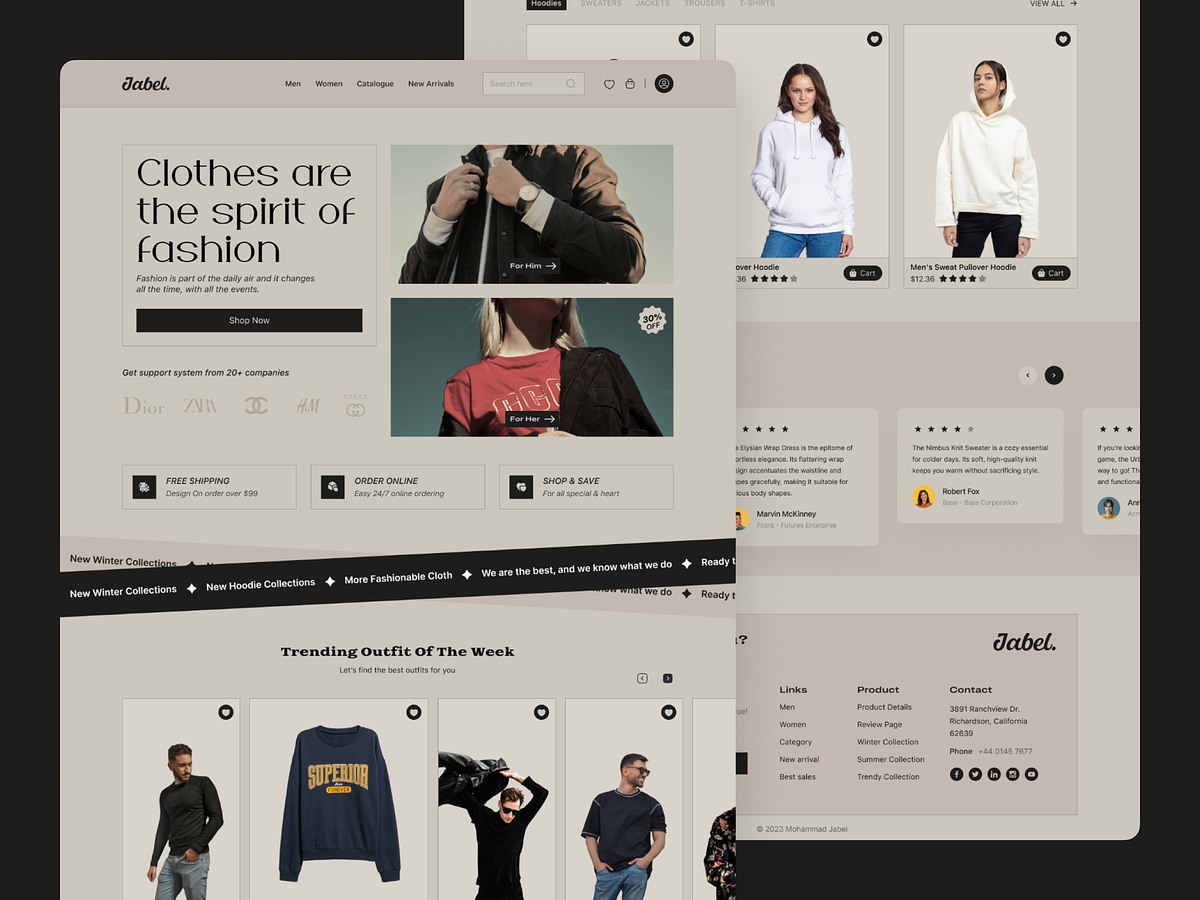 Hoodies SWEATERS JACKETS TROUSERS T-SHIRTS VIEW ALL
Jabel.
Men Women Catalogue New Arrivals
Search here
Clothes are
the spirit of
fashion
Fashion is part of the daily air and it changes
all the time, with all the events.
Shop Now
Get support system from 20+ companies
Dior ZARA H&M GUCCI
For Him
30%
OFF
For Her
FREE SHIPPING
Design On order over $99
ORDER ONLINE
Easy 24/7 online ordering
SHOP & SAVE
For all special & heart
New Winter Collections
New Winter Collections New Hoodie Collections More Fashionable Cloth We are the best, and we know what we do Ready t
know what we do Ready t
Trending Outfit Of The Week
Let's find the best outfits for you
SUPERIOR
FOREVER
over Hoodie
.36
Cart
Men's Sweat Pullover Hoodie
$12.36
Cart
Elysian Wrap Dress is the epitome of
ortless elegance. Its flattering wrap
sign accentuates the waistline and
pes gracefully, making it suitable for
ious body shapes.
Marvin McKinney
Fcorp - Futures Enterprise
The Nimbus Knit Sweater is a cozy essential
for colder days. Its soft, high-quality knit
keeps you warm without sacrificing style.
Robert Fox
Base - Base Corporation
If you're looki
game, the Urb
way to go! Th
and functiona
Ann
?
ue!
Jabel.
Links
Men
Women
Category
New arrival
Best sales
Product
Product Details
Review Page
Winter Collection
Summer Collection
Trendy Collection
Contact
3891 Ranchview Dr.
Richardson, California
62639
Phone +44 0145 7677
© 2023 Mohammad Jabel